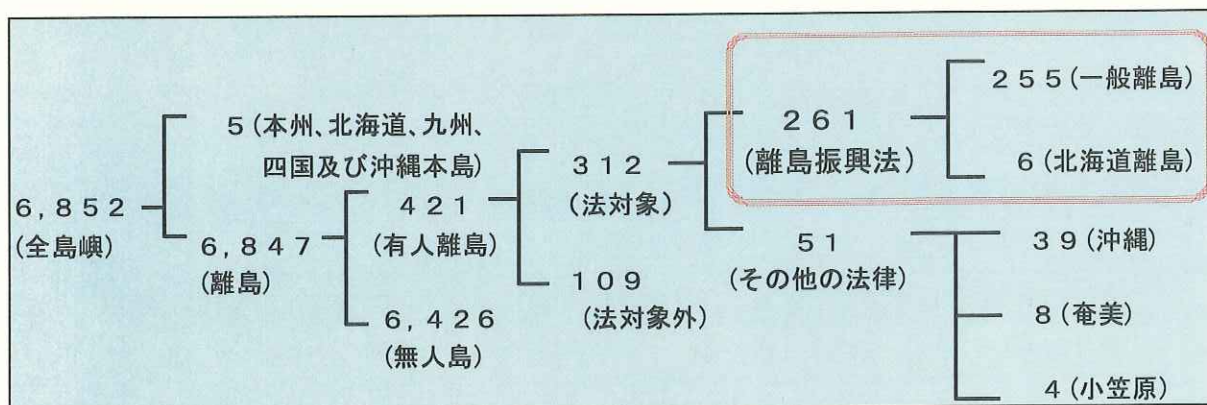 6,852
(全島嶼)
5(本州、北海道、九州、
四国及び沖縄本島)
6,847
(離島)
421
(有人離島)
6,426
(無人島)
312
(法対象)
109
(法対象外)
261
(離島振興法)
51
(その他の法律)
255(一般離島)
6(北海道離島)
39(沖縄)
8(奄美)
4(小笠原)